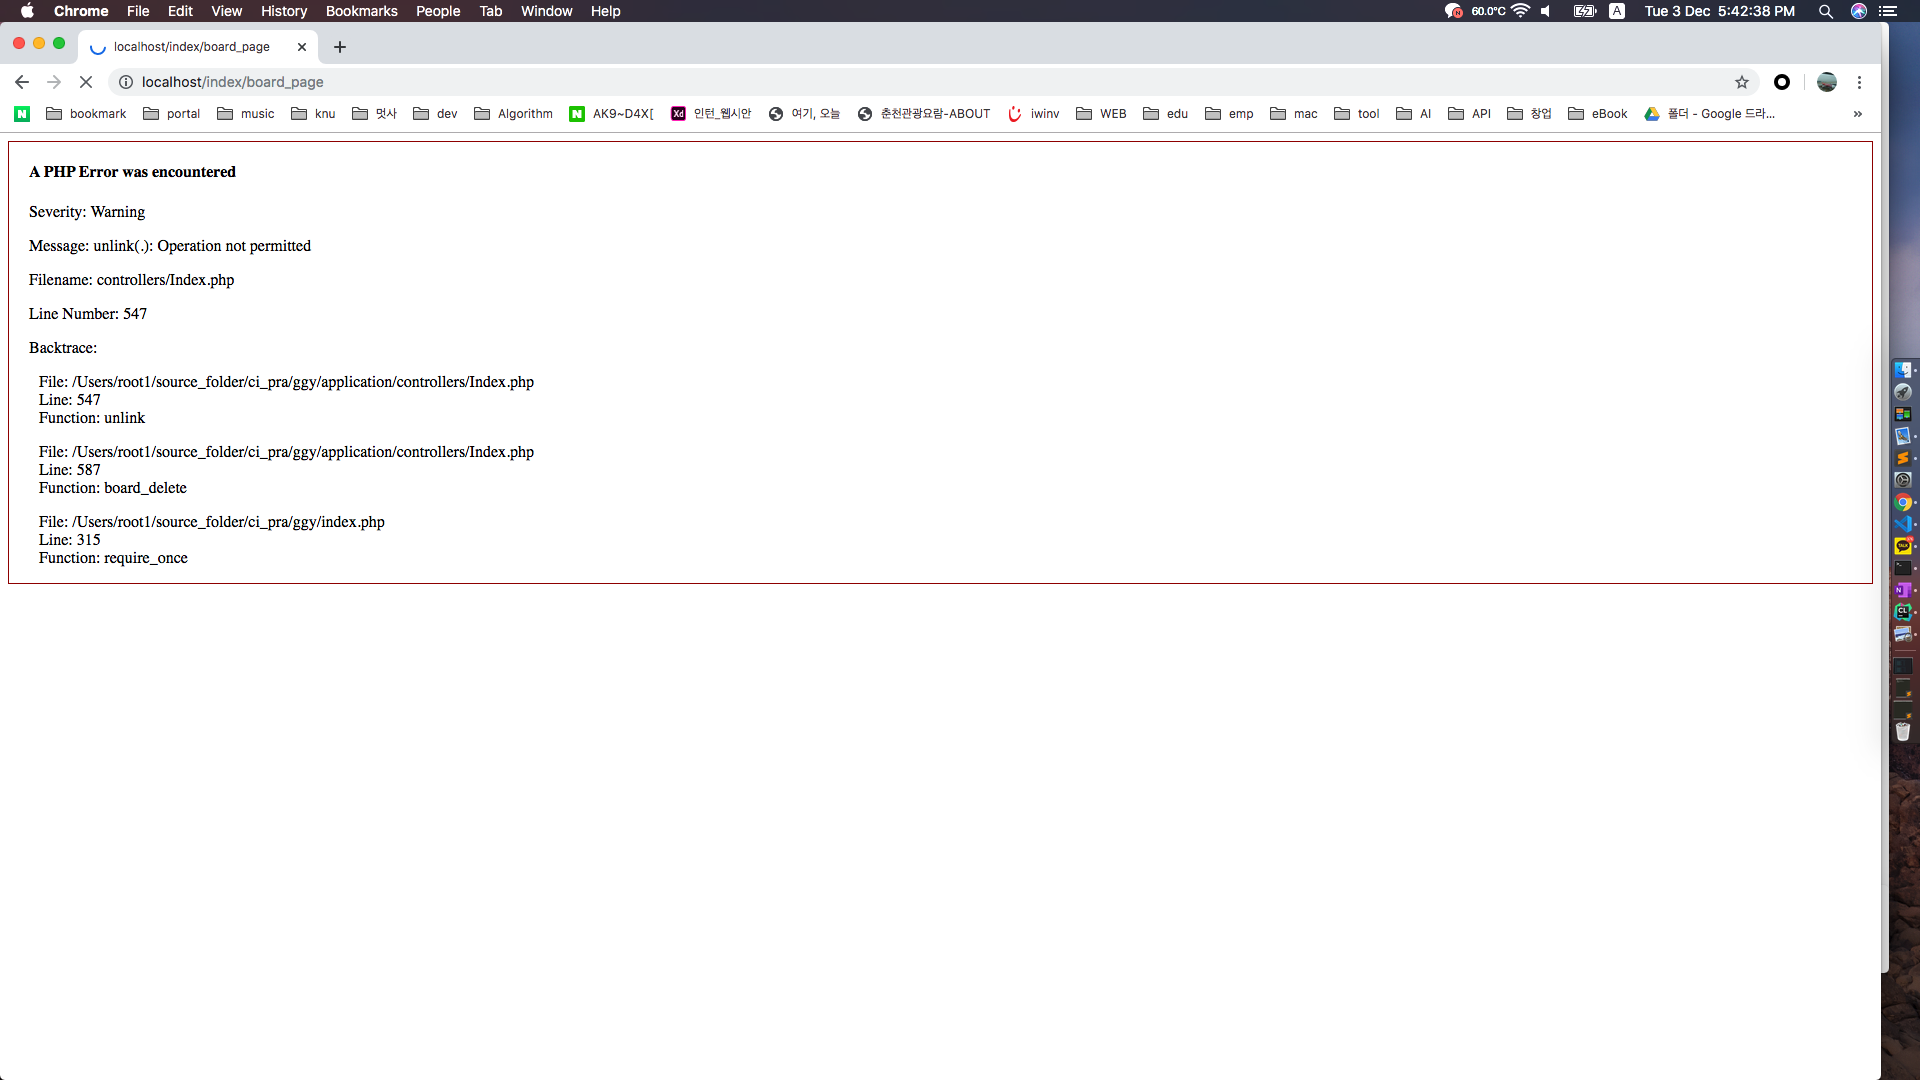 Chrome File Edit View History Bookmarks People Tab Window Help 60.0°C A Tue 3 Dec 5:42:38 PM
localhost/index/board_page
localhost/index/board_page
N bookmark portal music knu 멋사 dev Algorithm N AK9~D4X[ Xd 인턴_웹시안 여기, 오늘 춘천관광요람-ABOUT iwinv WEB edu emp mac tool AI API 창업 eBook 폴더 - Google 드라... »
A PHP Error was encountered
Severity: Warning
Message: unlink(.): Operation not permitted
Filename: controllers/Index.php
Line Number: 547
Backtrace:
File: /Users/root1/source_folder/ci_pra/ggy/application/controllers/Index.php
Line: 547
Function: unlink
File: /Users/root1/source_folder/ci_pra/ggy/application/controllers/Index.php
Line: 587
Function: board_delete
File: /Users/root1/source_folder/ci_pra/ggy/index.php
Line: 315
Function: require_once